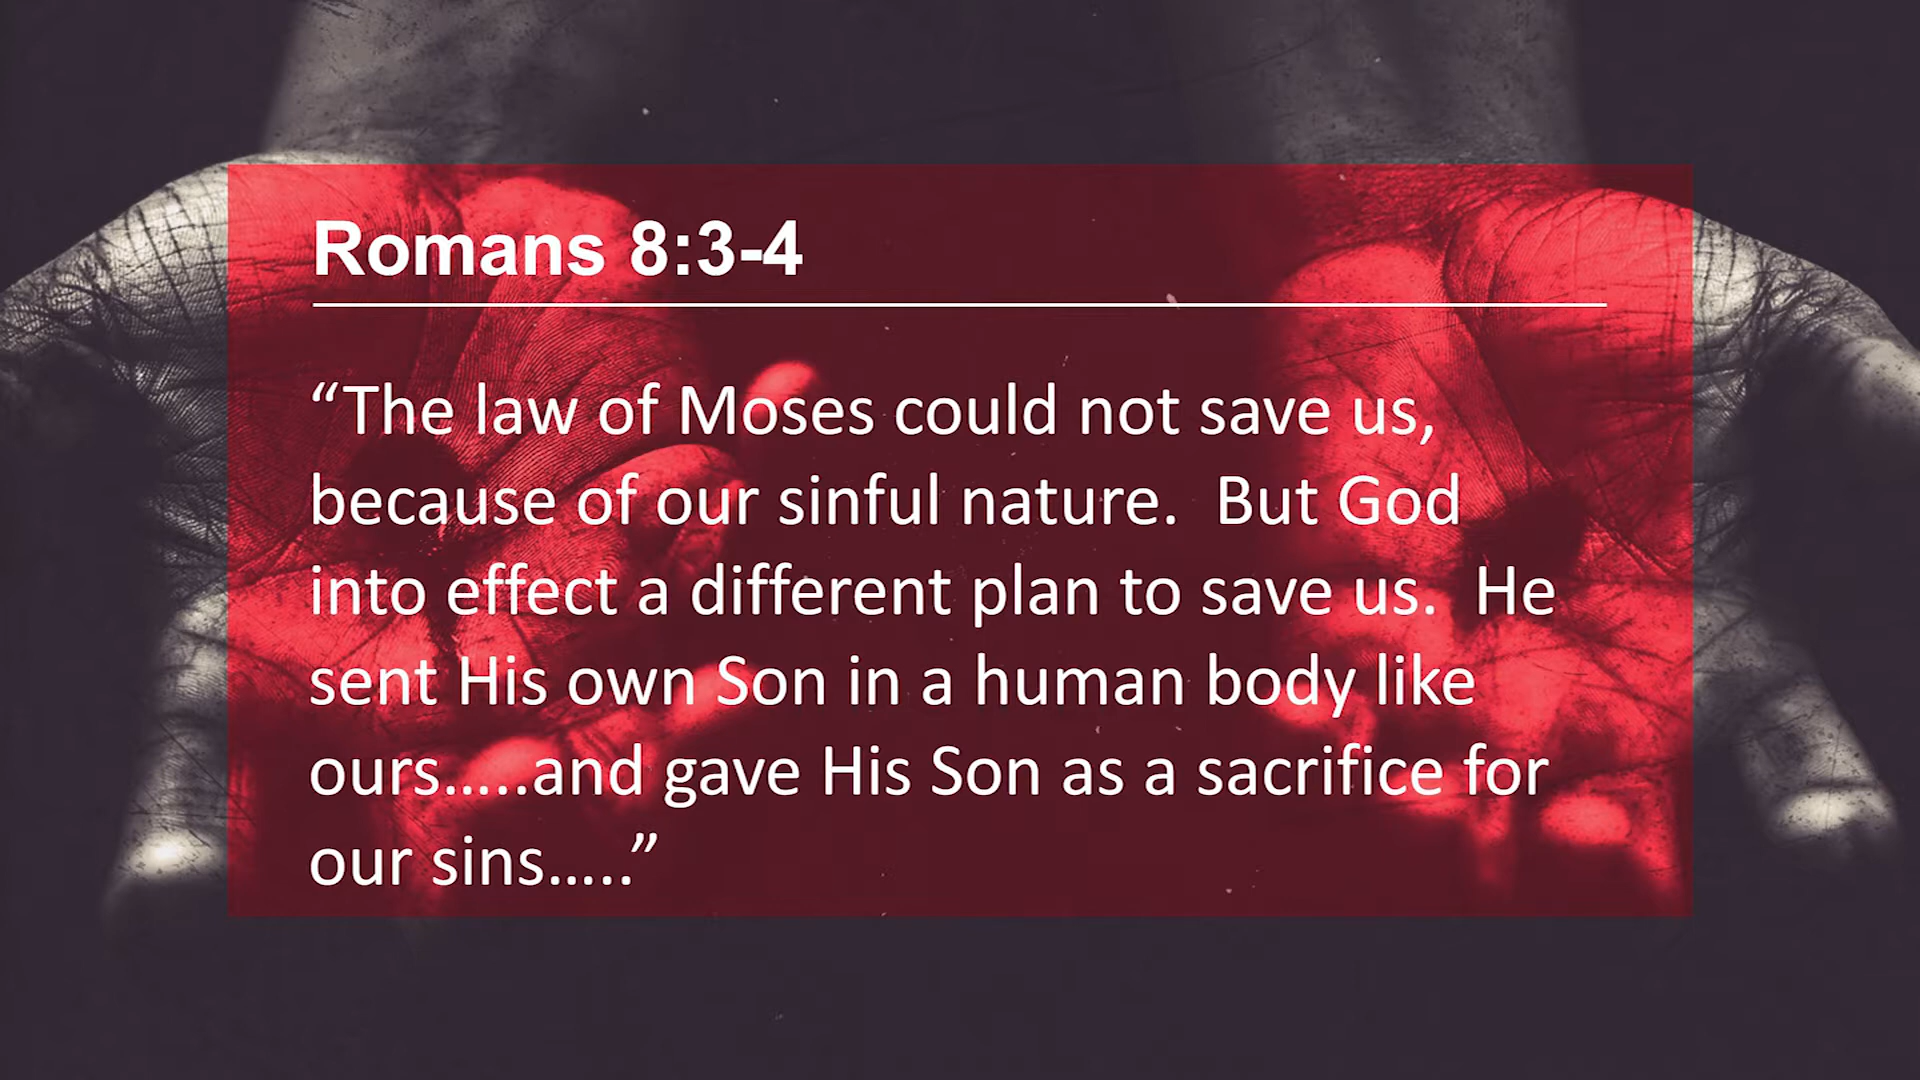 Romans 8:3-4
“The law of Moses could not save us,
because of our sinful nature.  But God
into effect a different plan to save us.  He
sent His own Son in a human body like
ours…..and gave His Son as a sacrifice for
our sins…..”